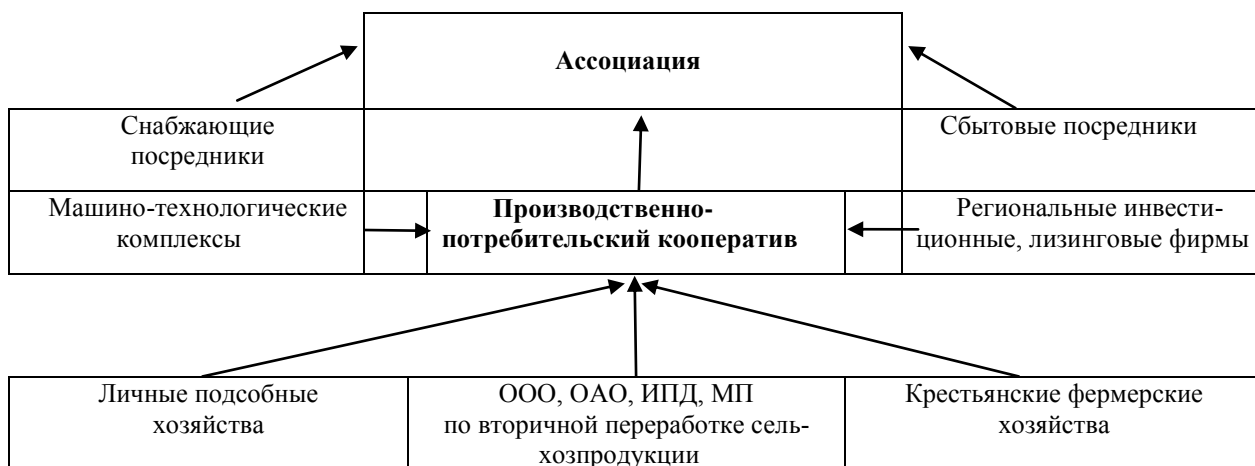 Ассоциация
Снабжающие
посредники
Сбытовые посредники
Машино-технологические
комплексы
Производственно-
потребительский кооператив
Региональные инвести-
ционные, лизинговые фирмы
Личные подсобные
хозяйства
ООО, ОАО, ИПД, МП
по вторичной переработке сель-
хозпродукции
Крестьянские фермерские
хозяйства